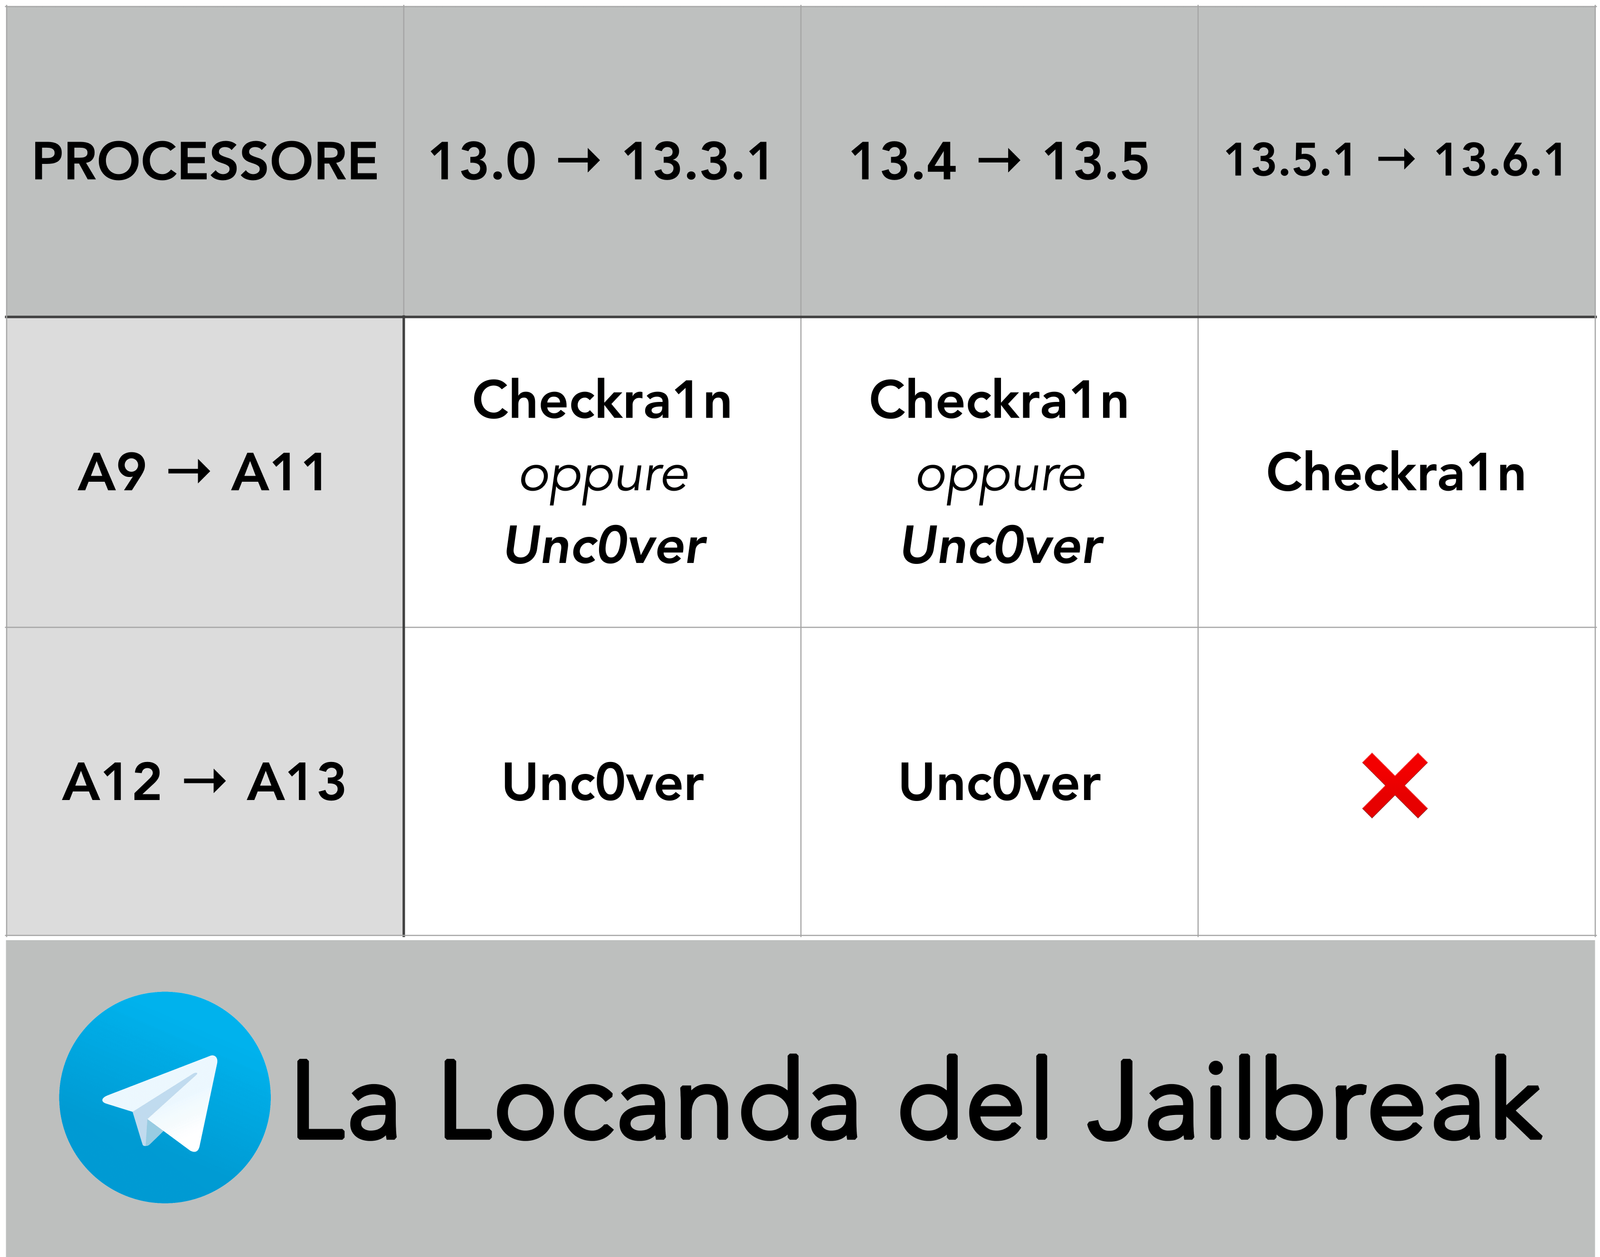 PROCESSORE 13.0 → 13.3.1 13.4 → 13.5 13.5.1 → 13.6.1
A9 → A11
Checkra1n
oppure
Unc0ver
Checkra1n
oppure
Unc0ver
Checkra1n
A12 → A13 Unc0ver Unc0ver ❌
La Locanda del Jailbreak